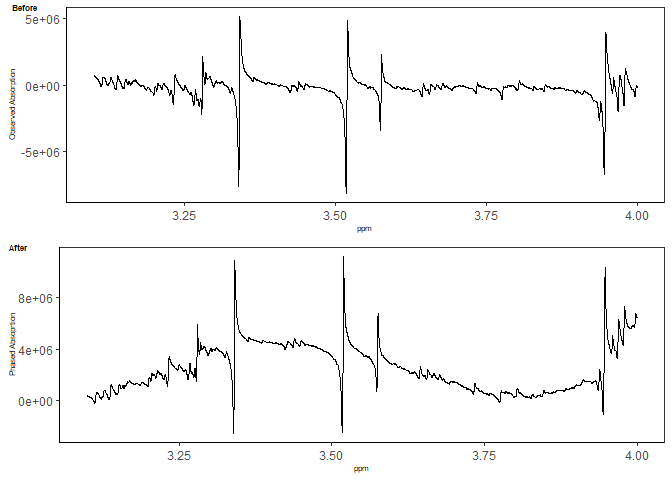 Before
Observed Absorption
5e+06
0e+00
-5e+06
3.25
3.50
3.75
4.00
ppm
After
Phased Absorption
8e+06
4e+06
0e+00
3.25
3.50
3.75
4.00
ppm